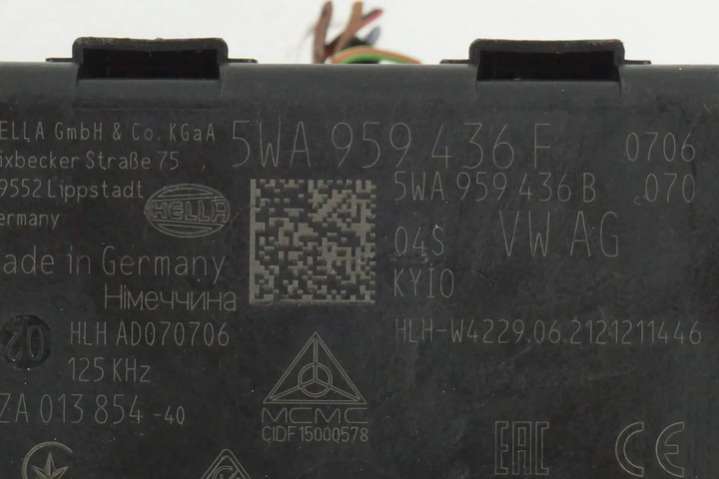 ELLA GmbH & Co. KGaA
ixbecker Straße 75
9552 Lippstadt
ermany
HELLA
ade in Germany
Німеччина
02
HLH AD070706
125 KHz
ZA 013 854 -40
5WA 959 436 F 0706
5WA 959 436 B 070
04S VW AG
KYİO
HLH-W4229.06.2121211446
MCMC
CIDF15000578
EAC
CE